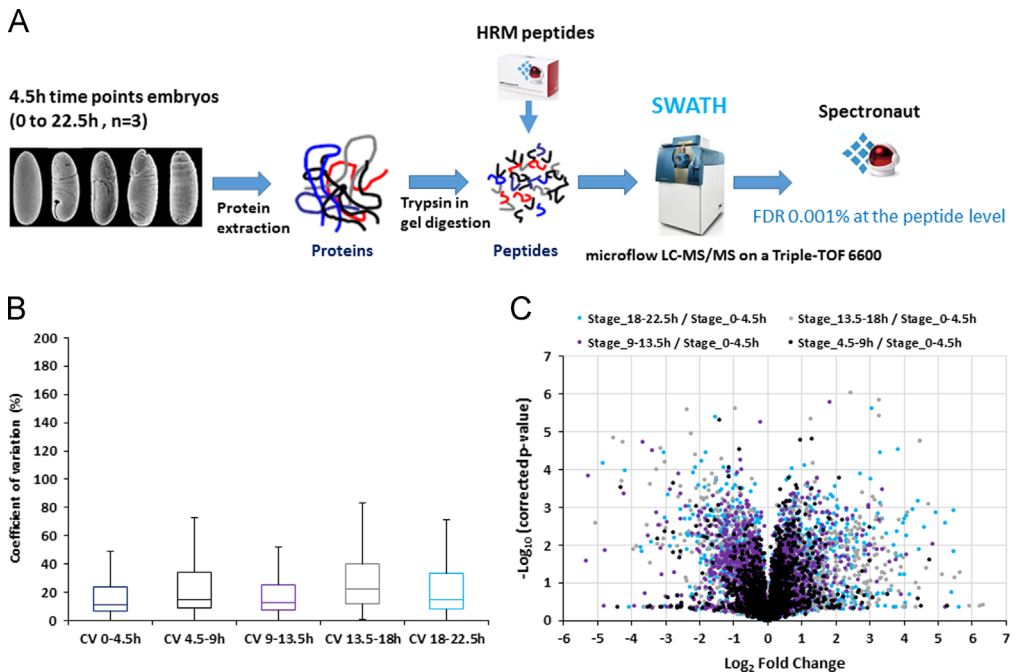 A
HRM peptides
4.5h time points embryos
(0 to 22.5h , n=3)
SWATH
Spectronaut
Protein
extraction
Trypsin in
gel digestion
FDR 0.001% at the peptide level
Proteins
Peptides
microflow LC-MS/MS on a Triple-TOF 6600
B
Coefficient of variation (%)
200
180
160
140
120
100
80
60
40
20
0
CV 0-4.5h CV 4.5-9h CV 9-13.5h CV 13.5-18h CV 18-22.5h
C
Stage_18-22.5h / Stage_0-4.5h Stage_13.5-18h / Stage_0-4.5h
Stage_9-13.5h / Stage_0-4.5h Stage_4.5-9h / Stage_0-4.5h
-Log10 (corrected p-value)
7
6
5
4
3
2
1
0
-6 -5 -4 -3 -2 -1 0 1 2 3 4 5 6 7
Log2 Fold Change